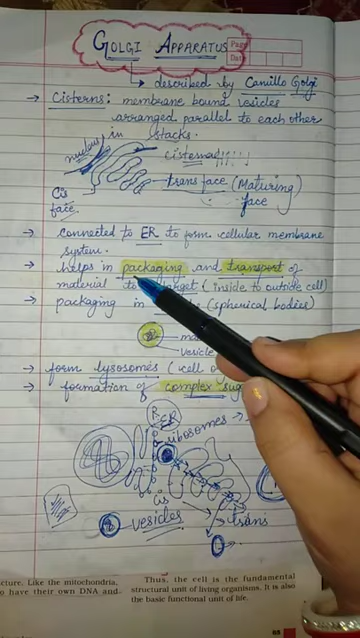 GOLGI APPARATUS
Page
Date
described by Camillo Golgi
→ Cisterns: membrane bound vesicles
arranged parallel to each other
in stacks.
nucleus
cisternae
trans face (Maturing)
face
Cis
face.
→ connected to ER to form cellular membrane
system.
→ helps in packaging and transport of
material to target (inside to outside cell)
→ packaging in (spherical bodies)
vesicle
→ form lysosomes (cell
→ formation of complex
R.ER
ribosomes →
cis
vesicles
trans
cture. Like the mitochondria,
o have their own DNA and
Thus, the cell is the fundamental
structural unit of living organisms. It is also
the basic functional unit of life.